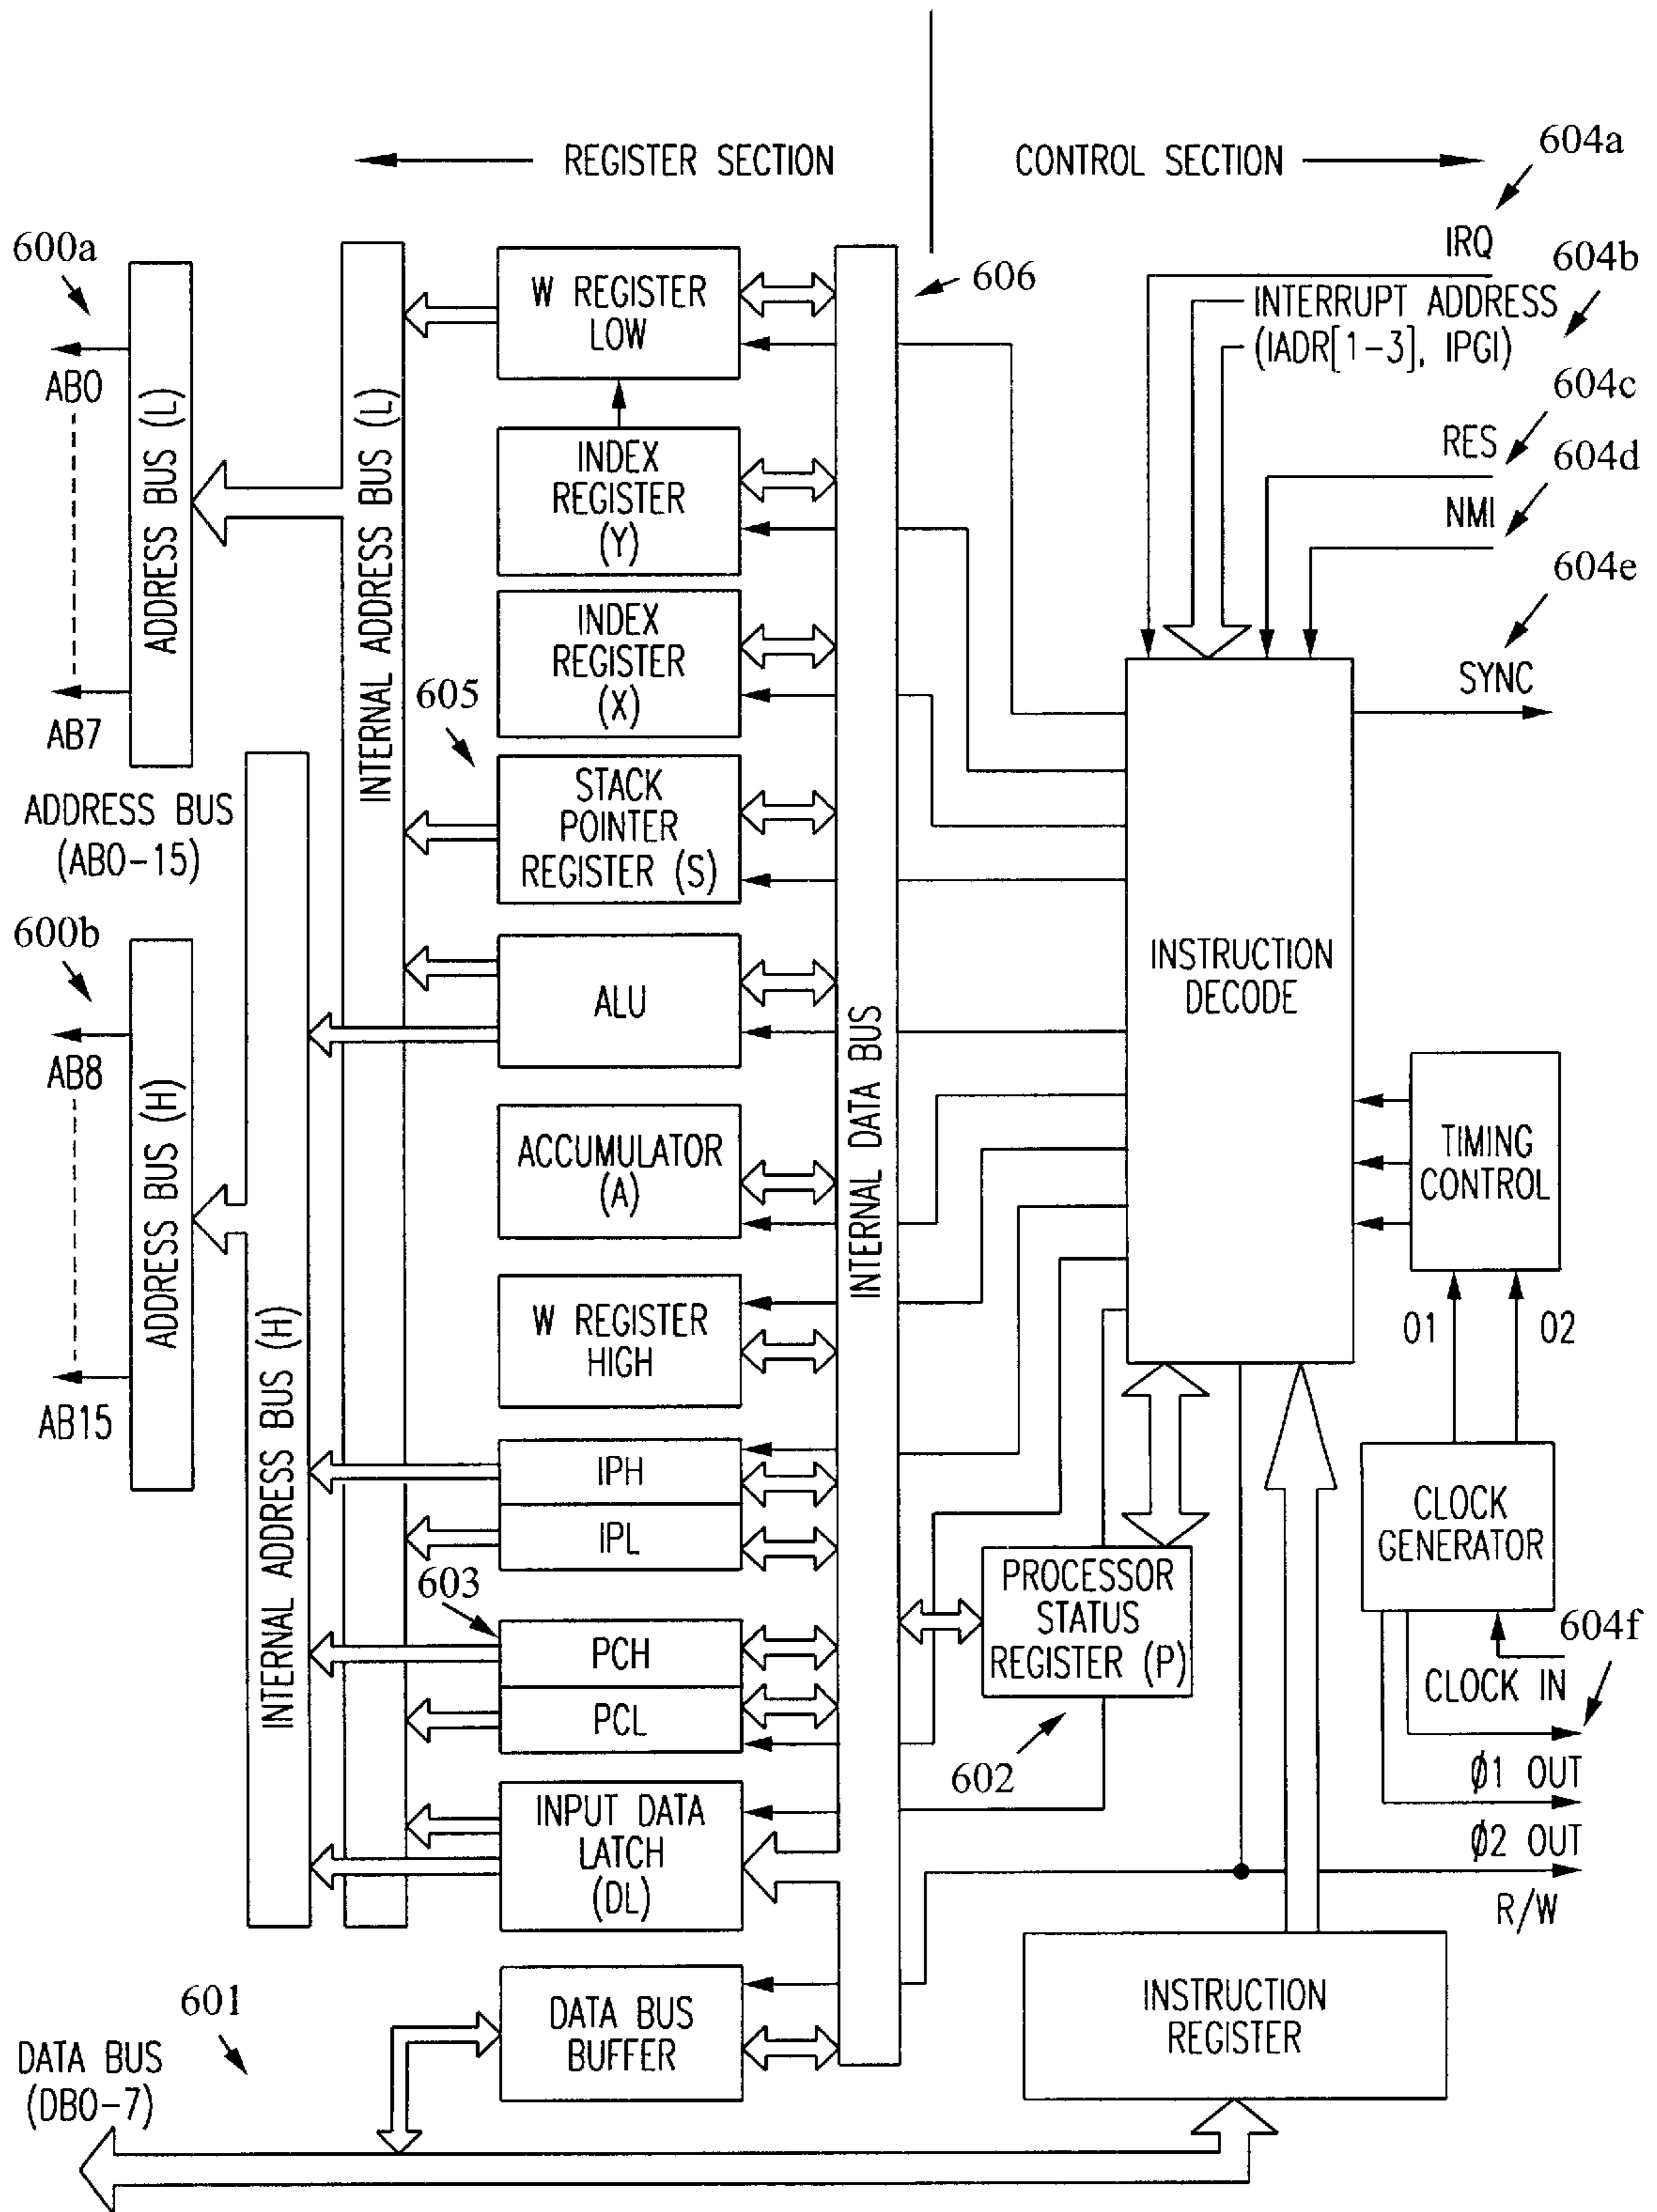 REGISTER SECTION
CONTROL SECTION
604a
IRQ
600a
606
604b
INTERRUPT ADDRESS
(IADR[1-3], IPGI)
W REGISTER
LOW
AB0
604c
RES
604d
NMI
ADDRESS BUS (L)
INTERNAL ADDRESS BUS (L)
INDEX
REGISTER
(Y)
604e
SYNC
INDEX
REGISTER
(X)
605
AB7
ADDRESS BUS
(AB0-15)
STACK
POINTER
REGISTER (S)
600b
ALU
INSTRUCTION
DECODE
AB8
ADDRESS BUS (H)
INTERNAL DATA BUS
ACCUMULATOR
(A)
TIMING
CONTROL
W REGISTER
HIGH
01
02
AB15
INTERNAL ADDRESS BUS (H)
IPH
IPL
CLOCK
GENERATOR
603
PROCESSOR
STATUS
REGISTER (P)
PCH
PCL
604f
CLOCK IN
602
Ø1 OUT
Ø2 OUT
R/W
INPUT DATA
LATCH
(DL)
601
DATA BUS
BUFFER
INSTRUCTION
REGISTER
DATA BUS
(DB0-7)